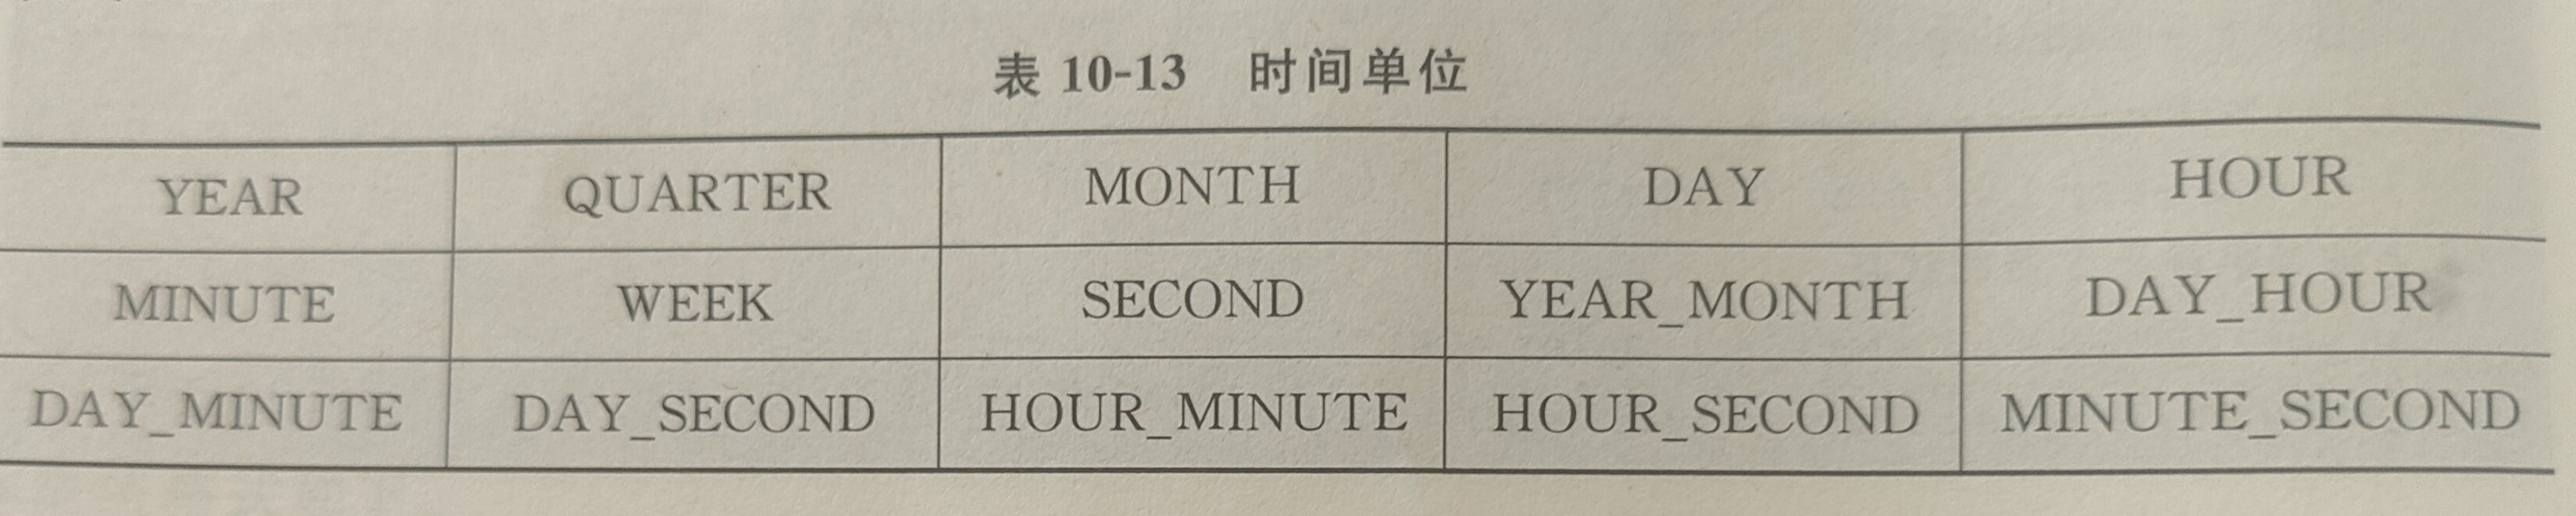 表 10-13 时间单位
YEAR QUARTER MONTH DAY HOUR
MINUTE WEEK SECOND YEAR_MONTH DAY_HOUR
DAY_MINUTE DAY_SECOND HOUR_MINUTE HOUR_SECOND MINUTE_SECOND